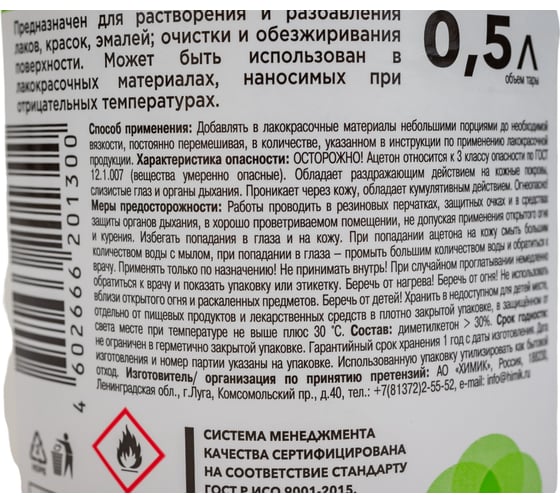 Предназначен для растворения и разбавления
лаков, красок, эмалей; очистки и обезжиривания
поверхности. Может быть использован в
лакокрасочных материалах, наносимых при
отрицательных температурах.
0,5л
объем тары
Способ применения: Добавлять в лакокрасочные материалы небольшими порциями до необходимой
вязкости, постоянно перемешивая, в количестве, указанном в инструкции по применению лакокрасочной
продукции. Характеристика опасности: ОСТОРОЖНО! Ацетон относится к 3 классу опасности по ГОСТ
12.1.007 (вещества умеренно опасные). Обладает раздражающим действием на кожные покровы,
слизистые глаз и органы дыхания. Проникает через кожу, обладает кумулятивным действием. Огнеопасно!
Меры предосторожности: Работы проводить в резиновых перчатках, защитных очках и в средствах
защиты органов дыхания, в хорошо проветриваемом помещении, не допуская применения открытого огня
и курения. Избегать попадания в глаза и на кожу. При попадании ацетона на кожу смыть большим
количеством воды с мылом, при попадании в глаза – промыть большим количеством воды и обратиться к
врачу. Применять только по назначению! Не принимать внутрь! При случайном проглатывании немедленно
обратиться к врачу и показать упаковку или этикетку. Беречь от нагрева! Беречь от огня! Не использовать
вблизи открытого огня и раскаленных предметов. Беречь от детей! Хранить в недоступном для детей месте,
отдельно от пищевых продуктов и лекарственных средств в плотно закрытой упаковке, в защищённом от
света месте при температуре не выше плюс 30 °С. Состав: диметилкетон > 30%. Срок годности:
не ограничен в герметично закрытой упаковке. Гарантийный срок хранения 1 год с даты изготовления. Дата
изготовления и номер партии указаны на упаковке. Использованную упаковку утилизировать как бытовой
отход. Изготовитель/ организация по принятию претензий: АО «ХИМИК», Россия,
Ленинградская обл., г.Луга, Комсомольский пр., д.40, тел.: +7(81372)2-55-52, e-mail: info@himik.ru
4 602666 201300
СИСТЕМА МЕНЕДЖМЕНТА
КАЧЕСТВА СЕРТИФИЦИРОВАНА
НА СООТВЕТСТВИЕ СТАНДАРТУ
ГОСТ Р ИСО 9001-2015